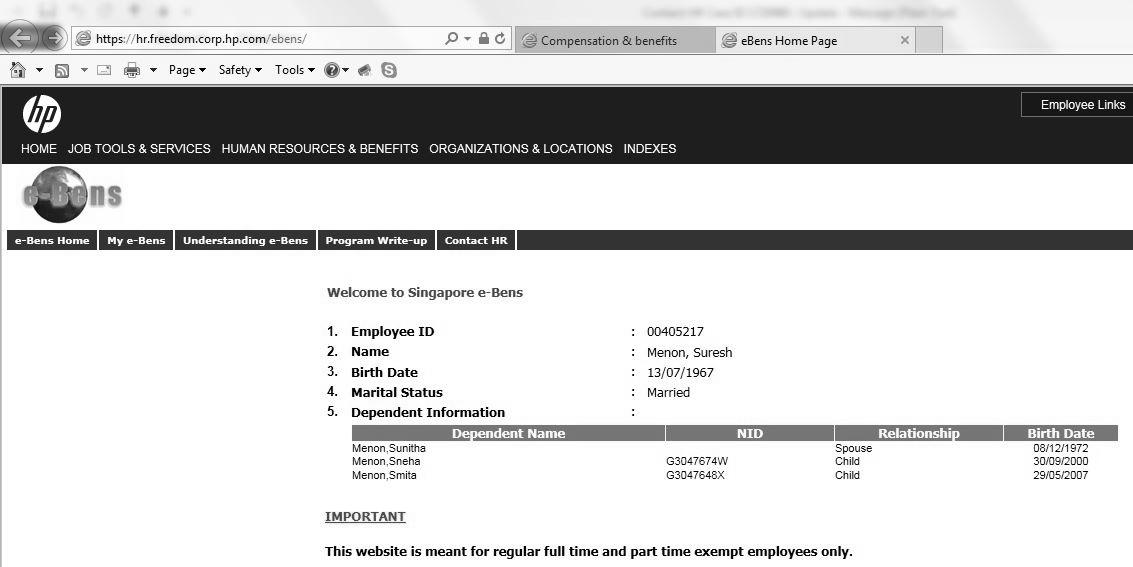 https://hr.freedom.corp.hp.com/ebens/
Compensation & benefits
eBens Home Page
Page
Safety
Tools
hp
Employee Links
HOME JOB TOOLS & SERVICES HUMAN RESOURCES & BENEFITS ORGANIZATIONS & LOCATIONS INDEXES
e-Bens
e-Bens Home My e-Bens Understanding e-Bens Program Write-up Contact HR
Welcome to Singapore e-Bens
1. Employee ID : 00405217
2. Name : Menon, Suresh
3. Birth Date : 13/07/1967
4. Marital Status : Married
5. Dependent Information :
Dependent Name NID Relationship Birth Date
Menon,Sunitha Spouse 08/12/1972
Menon,Sneha G3047674W Child 30/09/2000
Menon,Smita G3047648X Child 29/05/2007
IMPORTANT
This website is meant for regular full time and part time exempt employees only.